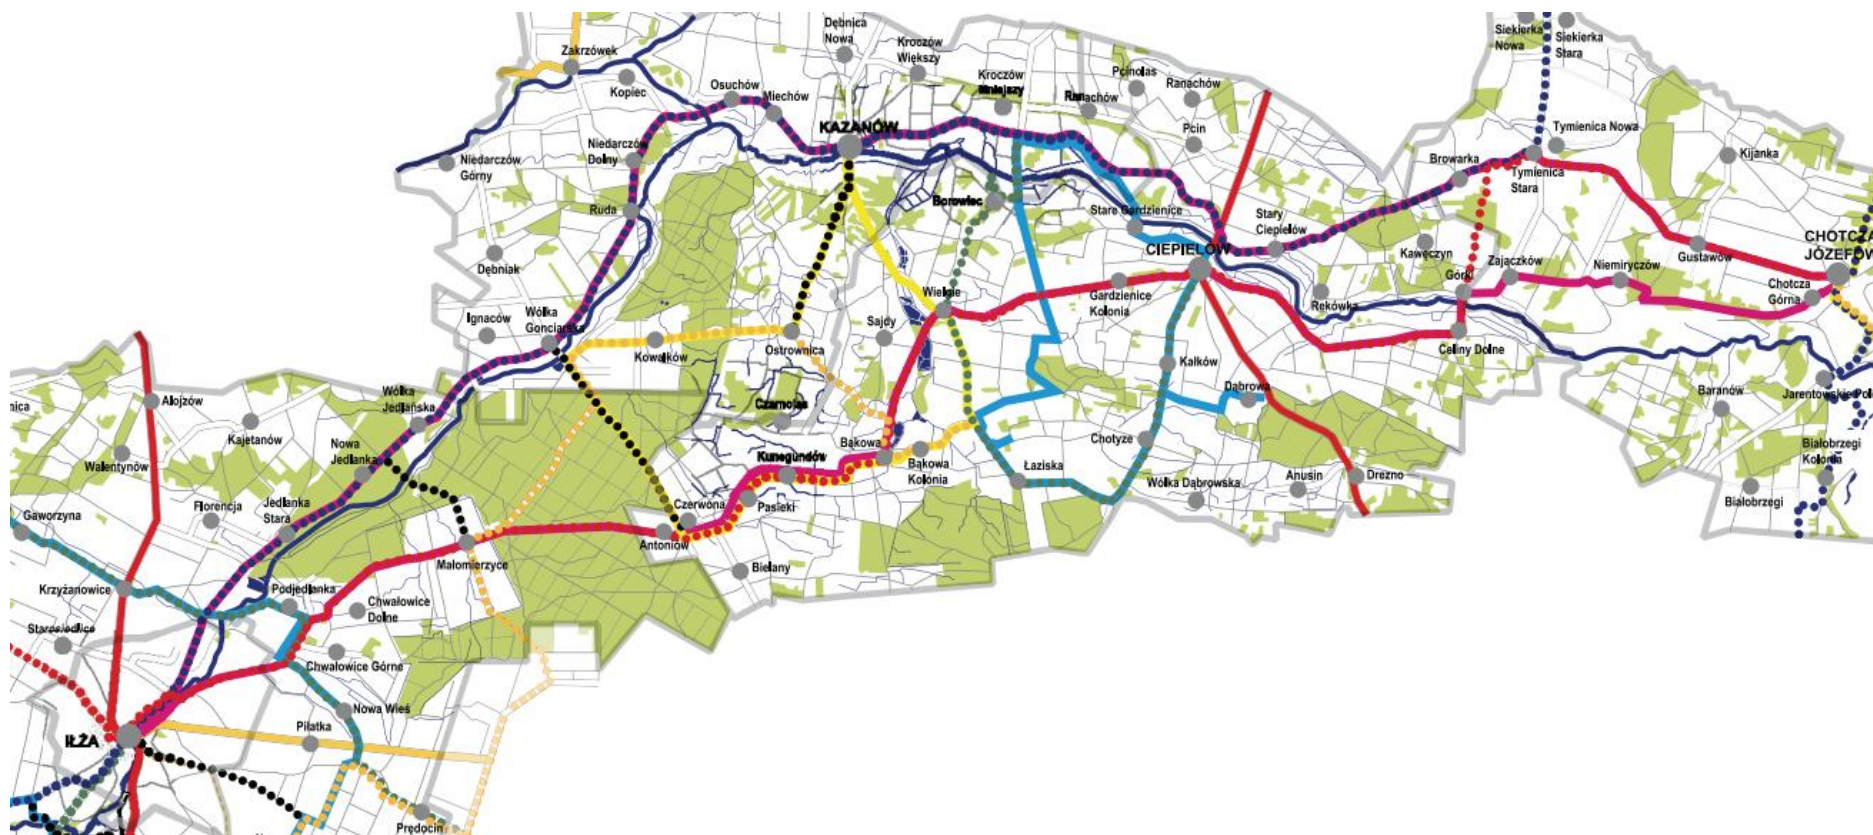 Dębnica
Nowa
Siekierka
Nowa
Siekierka
Stara
Zakrzówek
Kroczów
Większy
Kopiec
Osuchów
Miechów
Kroczów
Mniejszy
Pcinolas
Ranachów
Ranachów
Pcin
KAZANÓW
Tymienica Nowa
Kijanka
Browarka
Tymienica
Stara
Niedarczów
Górny
Niedarczów
Dolny
Ruda
Borowiec
Stare Gardzienice
Stary
Ciepielów
CIEPIELÓW
Kawęczyn
Górki
Zajączków
Niemiryczów
Gustawów
CHOTCZA
JÓZEFÓW
Chotcza
Górna
Dębniak
Ignaców
Wólka
Gonciarska
Kowalków
Ostrownica
Sajdy
Wielgie
Gardzienice
Kolonia
Rękówka
Celiny Dolne
Kałków
Dąbrowa
Baranów
Jarentowskie Pole
Alojzów
Kajetanów
Walentynów
Wólka
Jedlańska
Nowa
Jedlanka
Czarnolas
Bąkowa
Bąkowa
Kolonia
Kunegundów
Łaziska
Chotyze
Wólka Dąbrowska
Anusin
Drezno
Białobrzegi
Kolonia
Białobrzegi
Gaworzyna
Florencja
Jedlanka
Stara
Czerwona
Pasieki
Antoniów
Bielany
Małomierzyce
Krzyżanowice
Podjedlanka
Chwałowice
Dolne
Starosiedlice
Chwałowice Górne
Nowa Wieś
IŁŻA
Piłatka
Prędocin